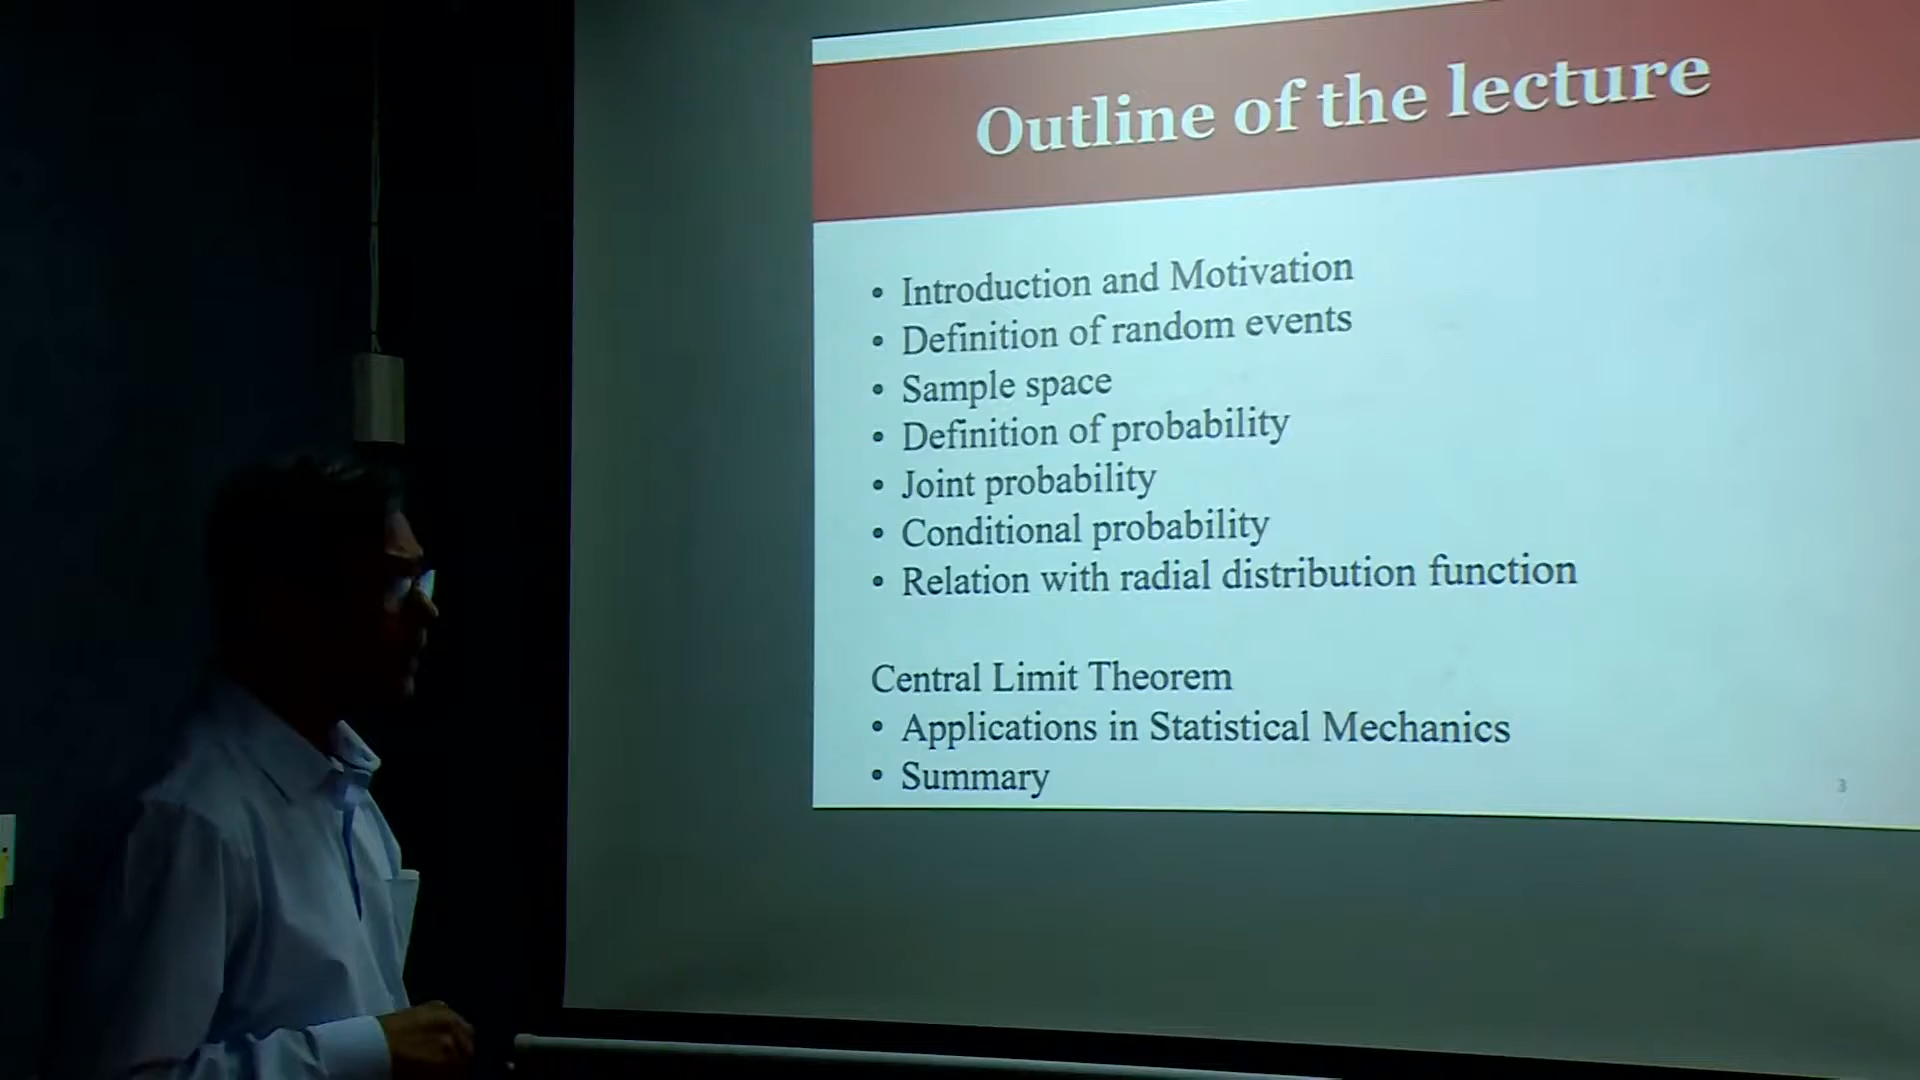 Outline of the lecture
• Introduction and Motivation
• Definition of random events
• Sample space
• Definition of probability
• Joint probability
• Conditional probability
• Relation with radial distribution function
Central Limit Theorem
• Applications in Statistical Mechanics
• Summary
3